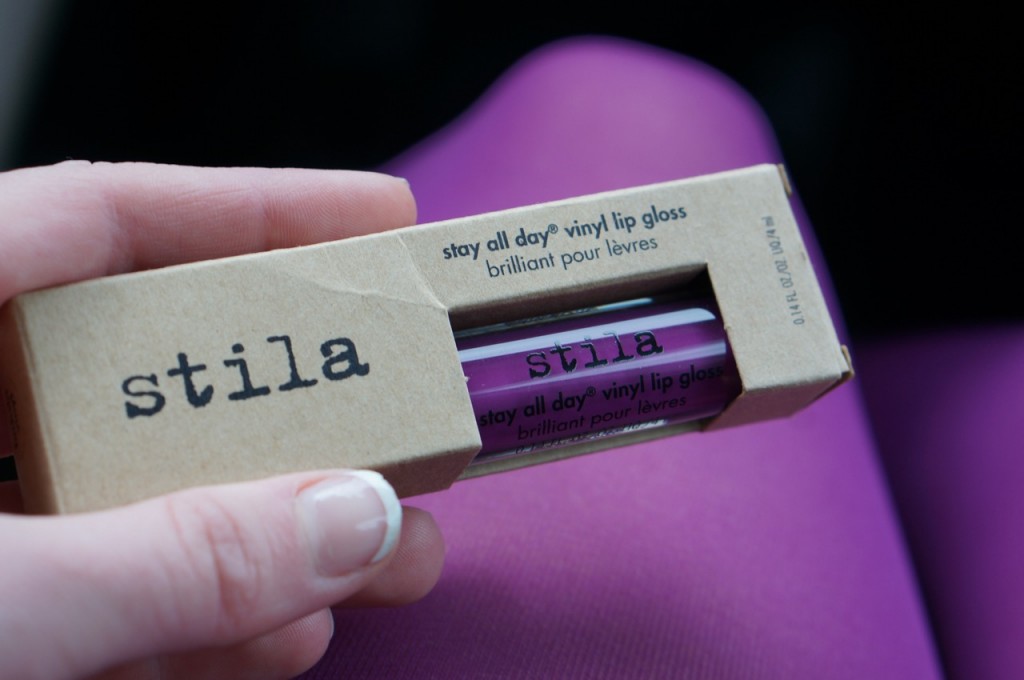 stila
stay all day® vinyl lip gloss
brilliant pour lèvres
stila
stay all day® vinyl lip gloss
brilliant pour lèvres
0.14 FL OZ/OZ LIQ/4 ml